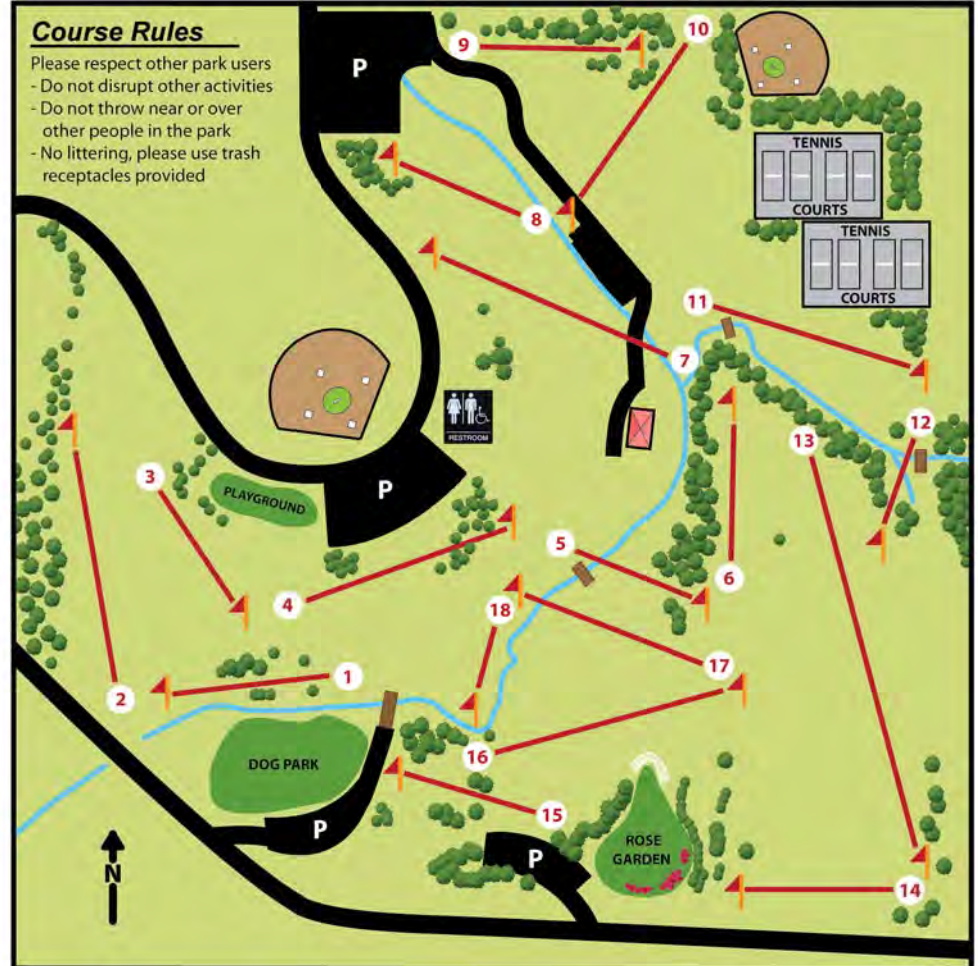 Course Rules
Please respect other park users
- Do not disrupt other activities
- Do not throw near or over
other people in the park
- No littering, please use trash
receptacles provided
P
9
10
TENNIS
COURTS
TENNIS
COURTS
8
11
7
12
13
RESTROOM
3
PLAYGROUND
P
5
6
4
18
17
1
2
16
DOG PARK
15
P
P
ROSE
GARDEN
14
N